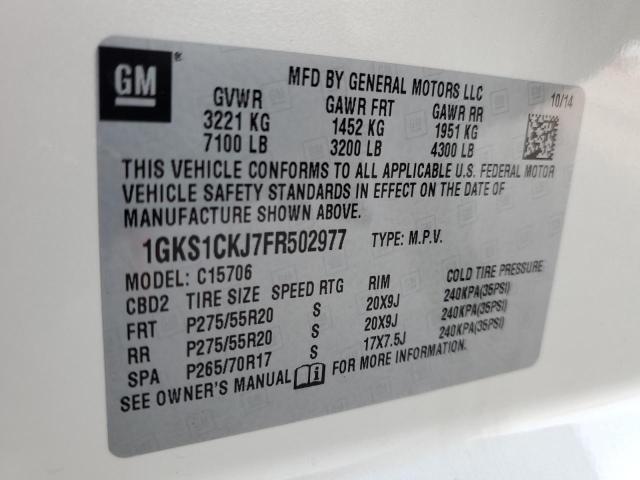 GM
MFD BY GENERAL MOTORS LLC
10/14
GVWR GAWR FRT GAWR RR
3221 KG 1452 KG 1951 KG
7100 LB 3200 LB 4300 LB
THIS VEHICLE CONFORMS TO ALL APPLICABLE U.S. FEDERAL MOTOR
VEHICLE SAFETY STANDARDS IN EFFECT ON THE DATE OF
MANUFACTURE SHOWN ABOVE.
1GKS1CKJ7FR502977 TYPE: M.P.V.
MODEL: C15706
CBD2 TIRE SIZE SPEED RTG RIM COLD TIRE PRESSURE
FRT P275/55R20 S 20X9J 240KPA(35PSI)
RR P275/55R20 S 20X9J 240KPA(35PSI)
SPA P265/70R17 S 17X7.5J 240KPA(35PSI)
SEE OWNER'S MANUAL i FOR MORE INFORMATION.